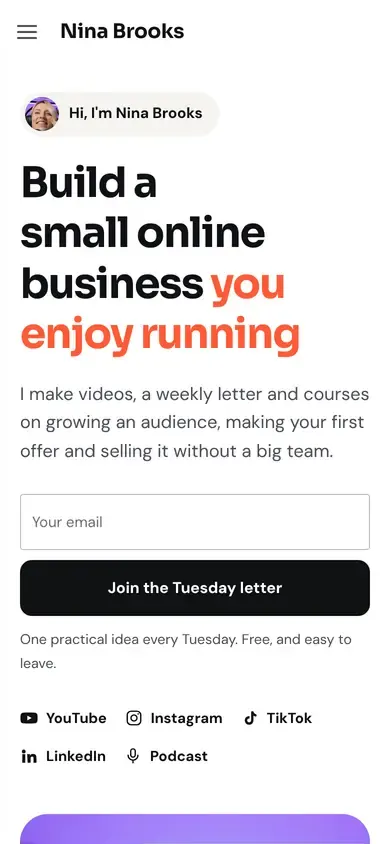 Nina Brooks
Hi, I'm Nina Brooks
Build a
small online
business you
enjoy running
I make videos, a weekly letter and courses
on growing an audience, making your first
offer and selling it without a big team.
Your email
Join the Tuesday letter
One practical idea every Tuesday. Free, and easy to
leave.
YouTube Instagram TikTok
LinkedIn Podcast